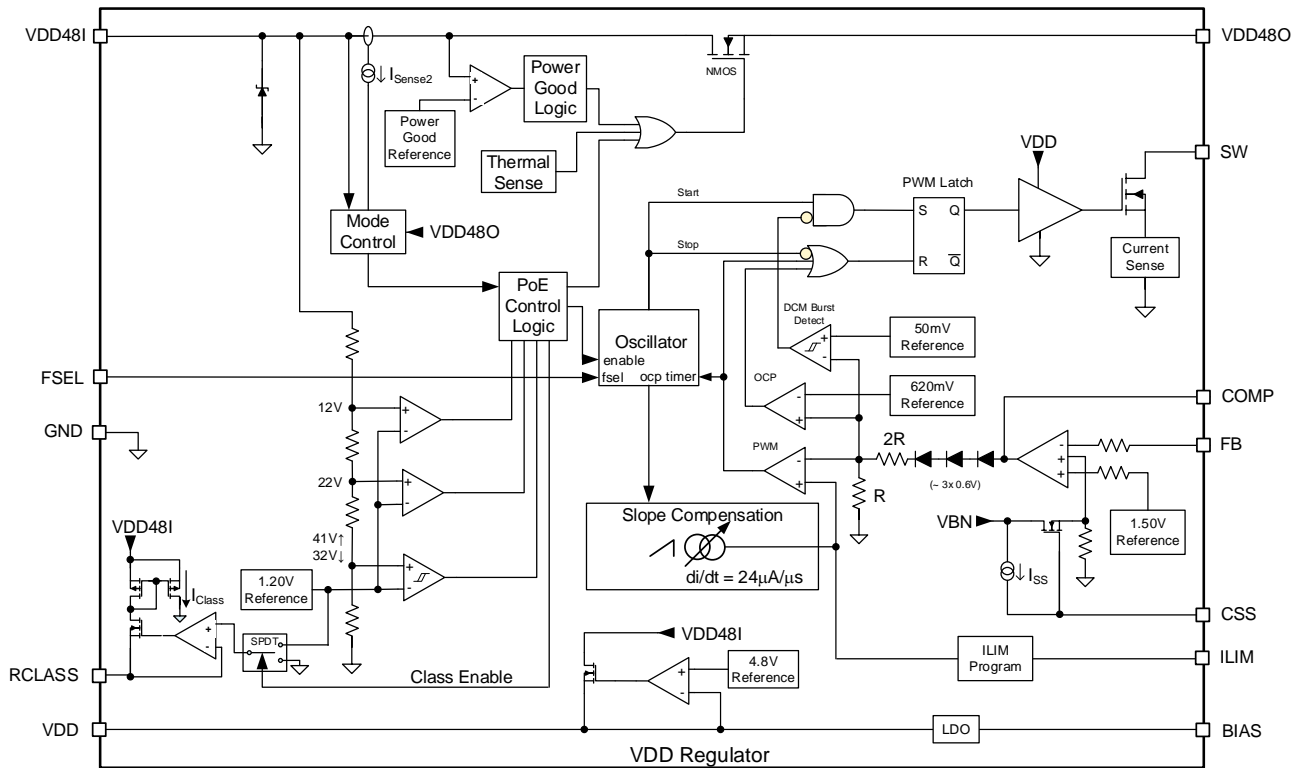 VDD48I
VDD48O
ISense2
Power
Good
Logic
NMOS
Power
Good
Reference
Thermal
Sense
VDD
SW
Start
PWM Latch
S
Q
Mode
Control
VDD48O
Stop
R
Q
Current
Sense
PoE
Control
Logic
DCM Burst
Detect
50mV
Reference
Oscillator
enable
fsel
ocp timer
FSEL
OCP
620mV
Reference
COMP
12V
GND
2R
FB
PWM
(~ 3x 0.6V)
22V
R
Slope Compensation
VBN
1.50V
Reference
VDD48I
41V↑
32V↓
di/dt = 24µA/µs
ISS
1.20V
Reference
IClass
CSS
SPDT
VDD48I
ILIM
Program
ILIM
RCLASS
Class Enable
4.8V
Reference
VDD
LDO
BIAS
VDD Regulator